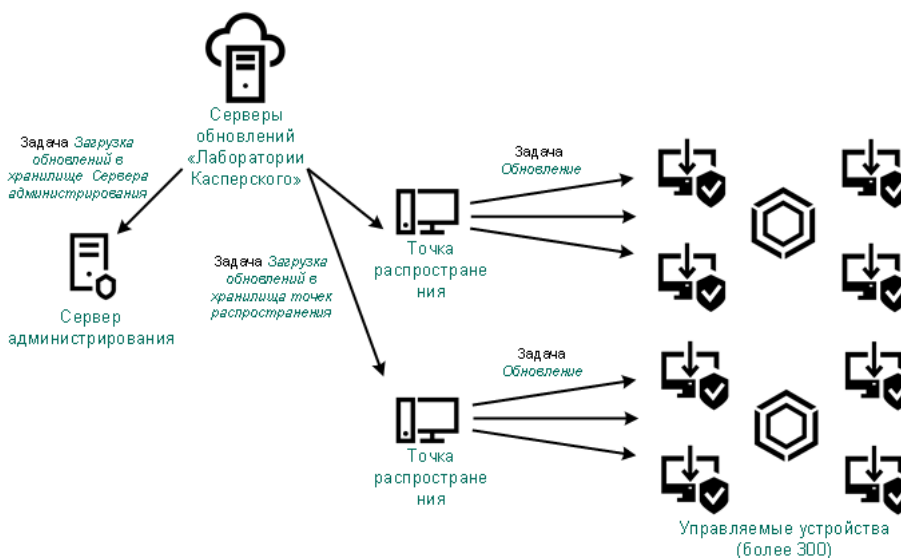 Серверы
обновлений
«Лаборатории
Касперского»
Задача Загрузка
обновлений в
хранилище Сервера
администрирования
Сервер
администрирования
Задача Загрузка
обновлений в
хранилища точек
распространения
Точка
распростране
ния
Задача
Обновление
Точка
распростране
ния
Задача
Обновление
Управляемые устройства
(более 300)